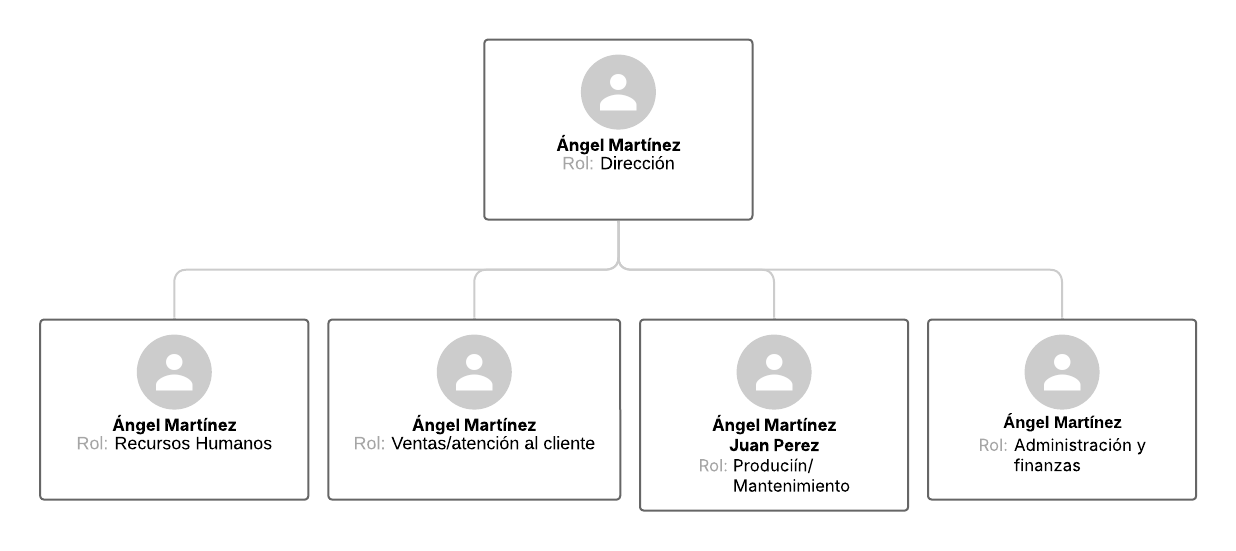 Ángel Martínez
Rol: Dirección
Ángel Martínez
Rol: Recursos Humanos
Ángel Martínez
Rol: Ventas/atención al cliente
Ángel Martínez
Juan Perez
Rol: Produciín/
Mantenimiento
Ángel Martínez
Rol: Administración y
finanzas